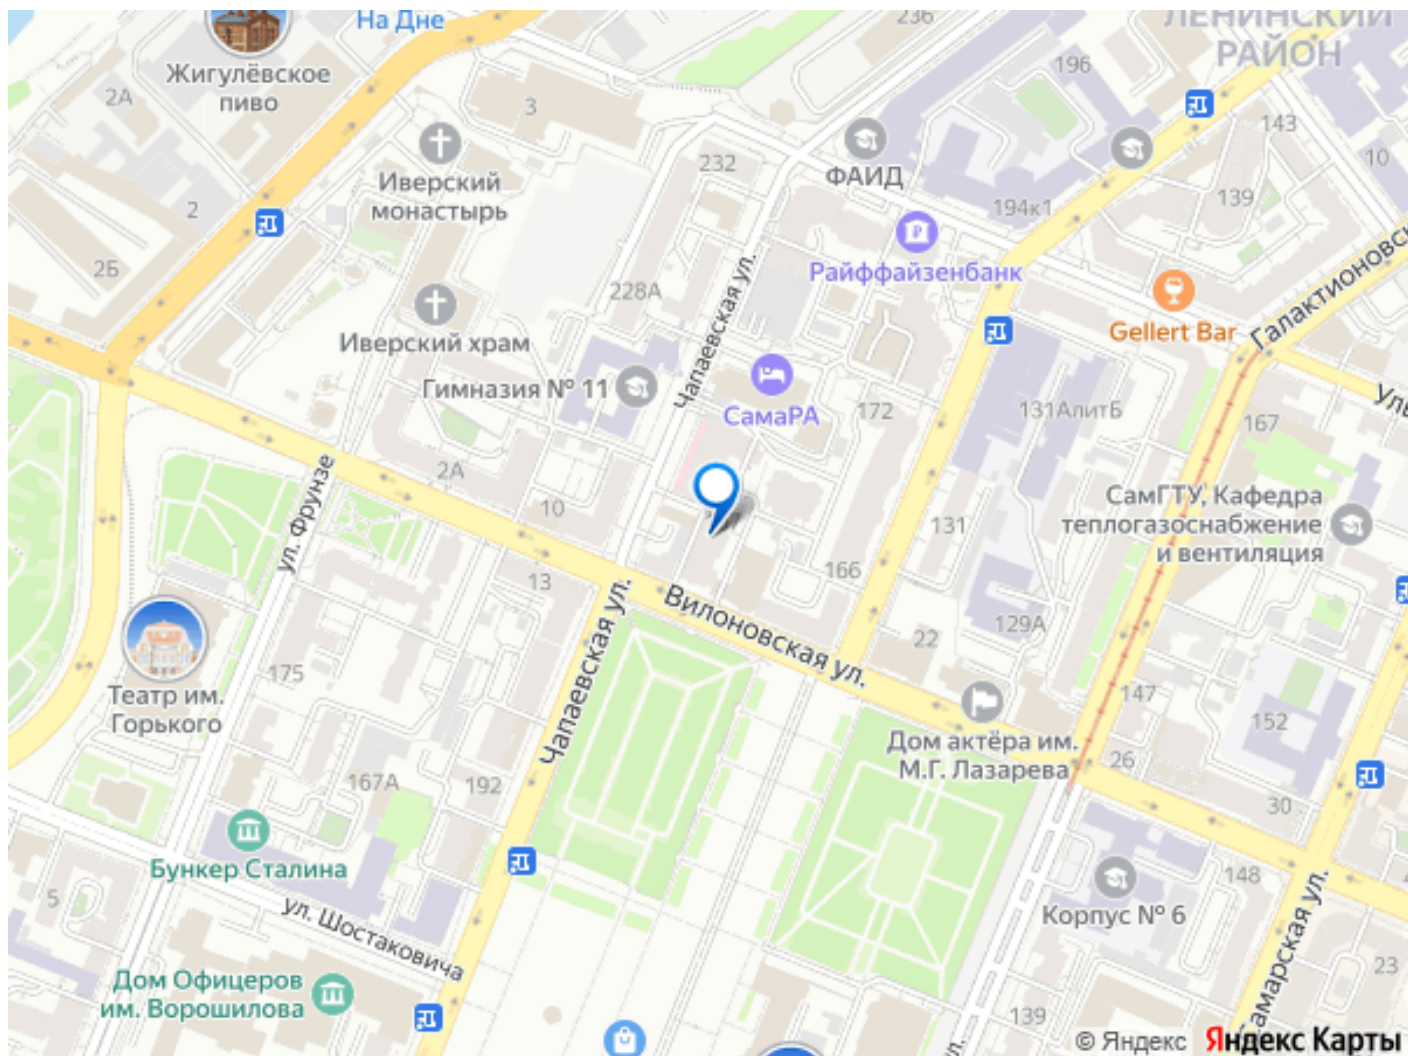 На Дне
236
ЛЕНИНСКИЙ
РАЙОН
Жигулёвское
пиво
2А
3
196
143
10
232
ФАИД
139
Иверский
монастырь
2
194к1
2Б
Чапаевская ул.
Райффайзенбанк
228А
Gellert Bar
Галактионовск
Иверский храм
Гимназия № 11
СамаРА
172
131АлитБ
167
Уль
2А
10
ул. Фрунзе
131
СамГТУ, Кафедра
теплогазоснабжение
и вентиляция
13
166
Вилоновская ул.
22
129А
175
Театр им.
Горького
Чапаевская ул.
147
152
Дом актёра им.
М.Г. Лазарева
26
167А
192
30
Бункер Сталина
148
5
ул. Шостаковича
Корпус № 6
Самарская ул.
23
Дом Офицеров
им. Ворошилова
139
ул.
© Яндекс Яндекс Карты